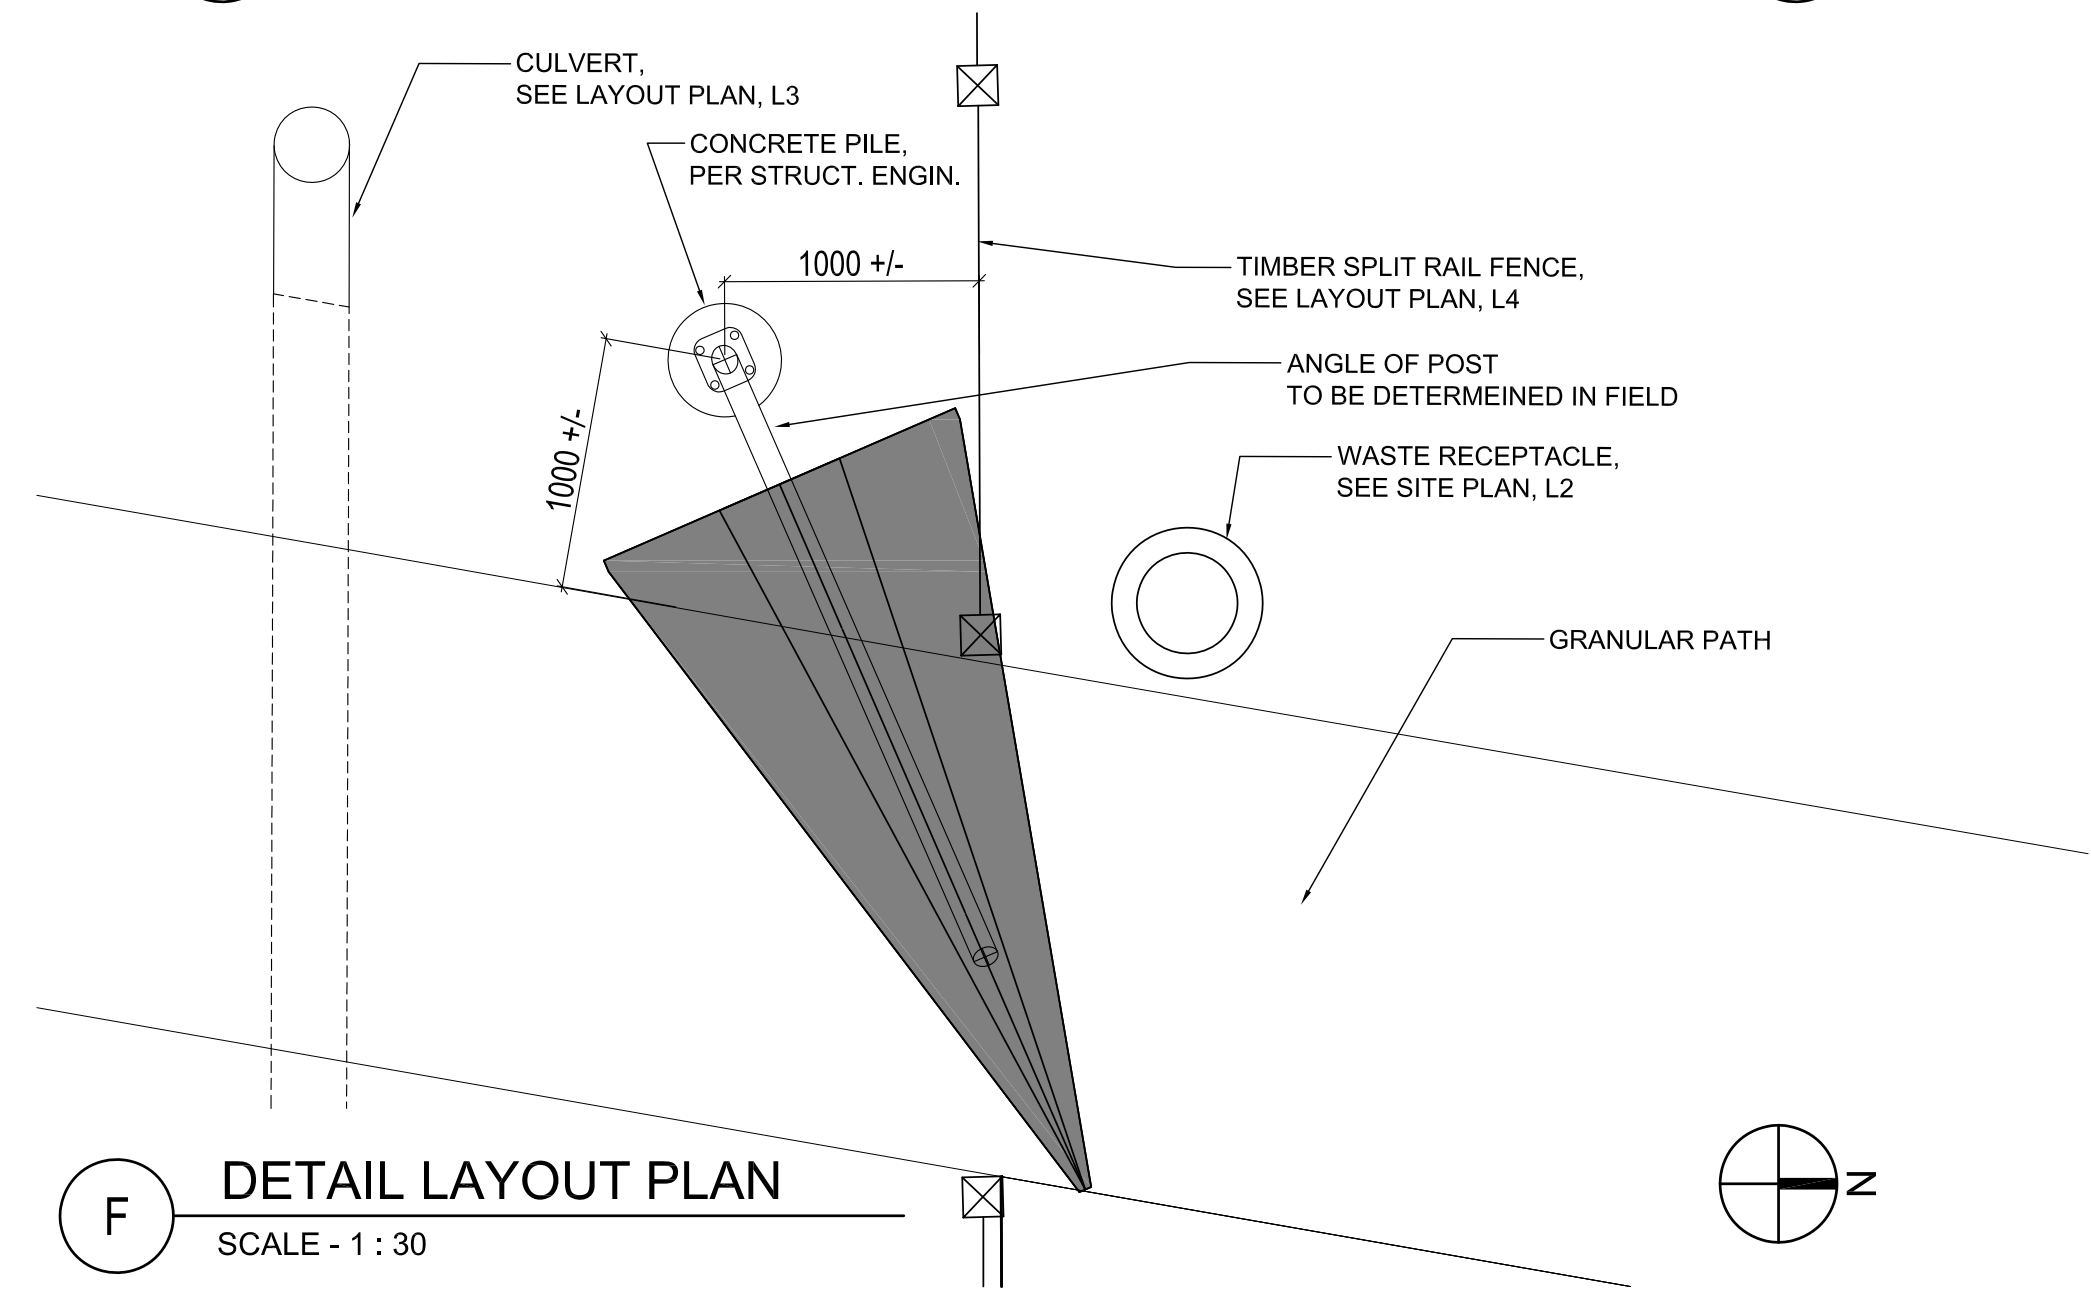 CULVERT,
SEE LAYOUT PLAN, L3
CONCRETE PILE,
PER STRUCT. ENGIN.
1000 +/-
TIMBER SPLIT RAIL FENCE,
SEE LAYOUT PLAN, L4
ANGLE OF POST
TO BE DETERMEINED IN FIELD
1000 +/-
WASTE RECEPTACLE,
SEE SITE PLAN, L2
GRANULAR PATH
F
DETAIL LAYOUT PLAN
SCALE - 1 : 30
N